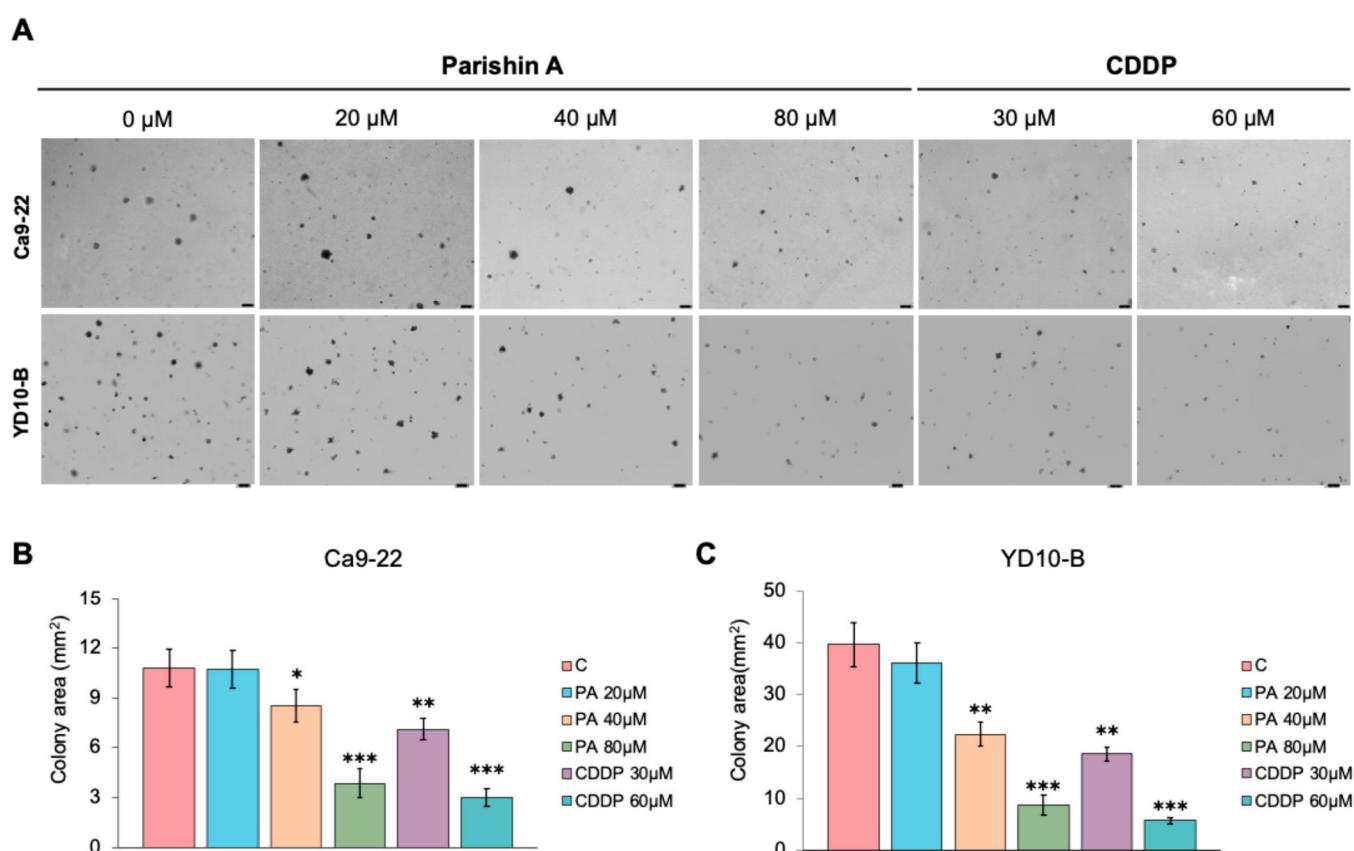 A
Parishin A CDDP
0 µM 20 µM 40 µM 80 µM 30 µM 60 µM
Ca9-22
YD10-B
B
Ca9-22
Colony area (mm²)
15
12
9
6
3
0
*
***
**
***
C
PA 20µM
PA 40µM
PA 80µM
CDDP 30µM
CDDP 60µM
C
YD10-B
Colony area(mm²)
50
40
30
20
10
0
**
***
**
***
C
PA 20µM
PA 40µM
PA 80µM
CDDP 30µM
CDDP 60µM